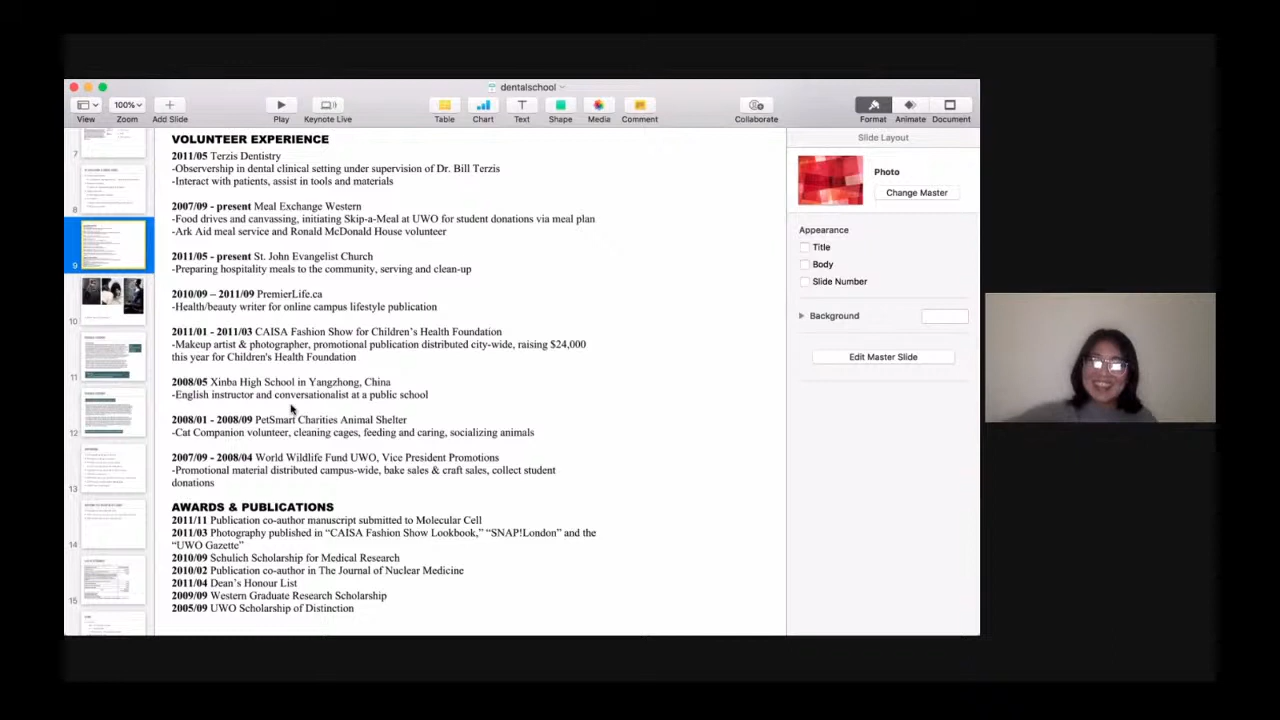 dentalschool
100%
View
Zoom
Add Slide
Play
Keynote Live
Table
Chart
Text
Shape
Media
Comment
Collaborate
Format
Animate
Document
7
8
9
10
11
12
13
14
15
VOLUNTEER EXPERIENCE
2011/05 Terzis Dentistry
-Observership in dental clinical setting under supervision of Dr. Bill Terzis
-Interact with patients, assist in tools and materials
2007/09 - present Meal Exchange Western
-Food drives and canvassing, initiating Skip-a-Meal at UWO for student donations via meal plan
-Ark Aid meal service and Ronald McDonald House volunteer
2011/05 - present St. John Evangelist Church
-Preparing hospitality meals to the community, serving and clean-up
2010/09 – 2011/09 PremierLife.ca
-Health/beauty writer for online campus lifestyle publication
2011/01 - 2011/03 CAISA Fashion Show for Children's Health Foundation
-Makeup artist & photographer, promotional publication distributed city-wide, raising $24,000
this year for Children's Health Foundation
2008/05 Xinba High School in Yangzhong, China
-English instructor and conversationalist at a public school
2008/01 - 2008/09 PetSmart Charities Animal Shelter
-Cat Companion volunteer, cleaning cages, feeding and caring, socializing animals
2007/09 - 2008/04 World Wildlife Fund UWO, Vice President Promotions
-Promotional material distributed campus-wide, bake sales & craft sales, collect student
donations
AWARDS & PUBLICATIONS
2011/11 Publication co-author manuscript submitted to Molecular Cell
2011/03 Photography published in “CAISA Fashion Show Lookbook,” “SNAP!London” and the
“UWO Gazette”
2010/09 Schulich Scholarship for Medical Research
2010/02 Publication co-author in The Journal of Nuclear Medicine
2011/04 Dean's Honour List
2009/09 Western Graduate Research Scholarship
2005/09 UWO Scholarship of Distinction
Slide Layout
Photo
Change Master
Appearance
Title
Body
Slide Number
Background
Edit Master Slide